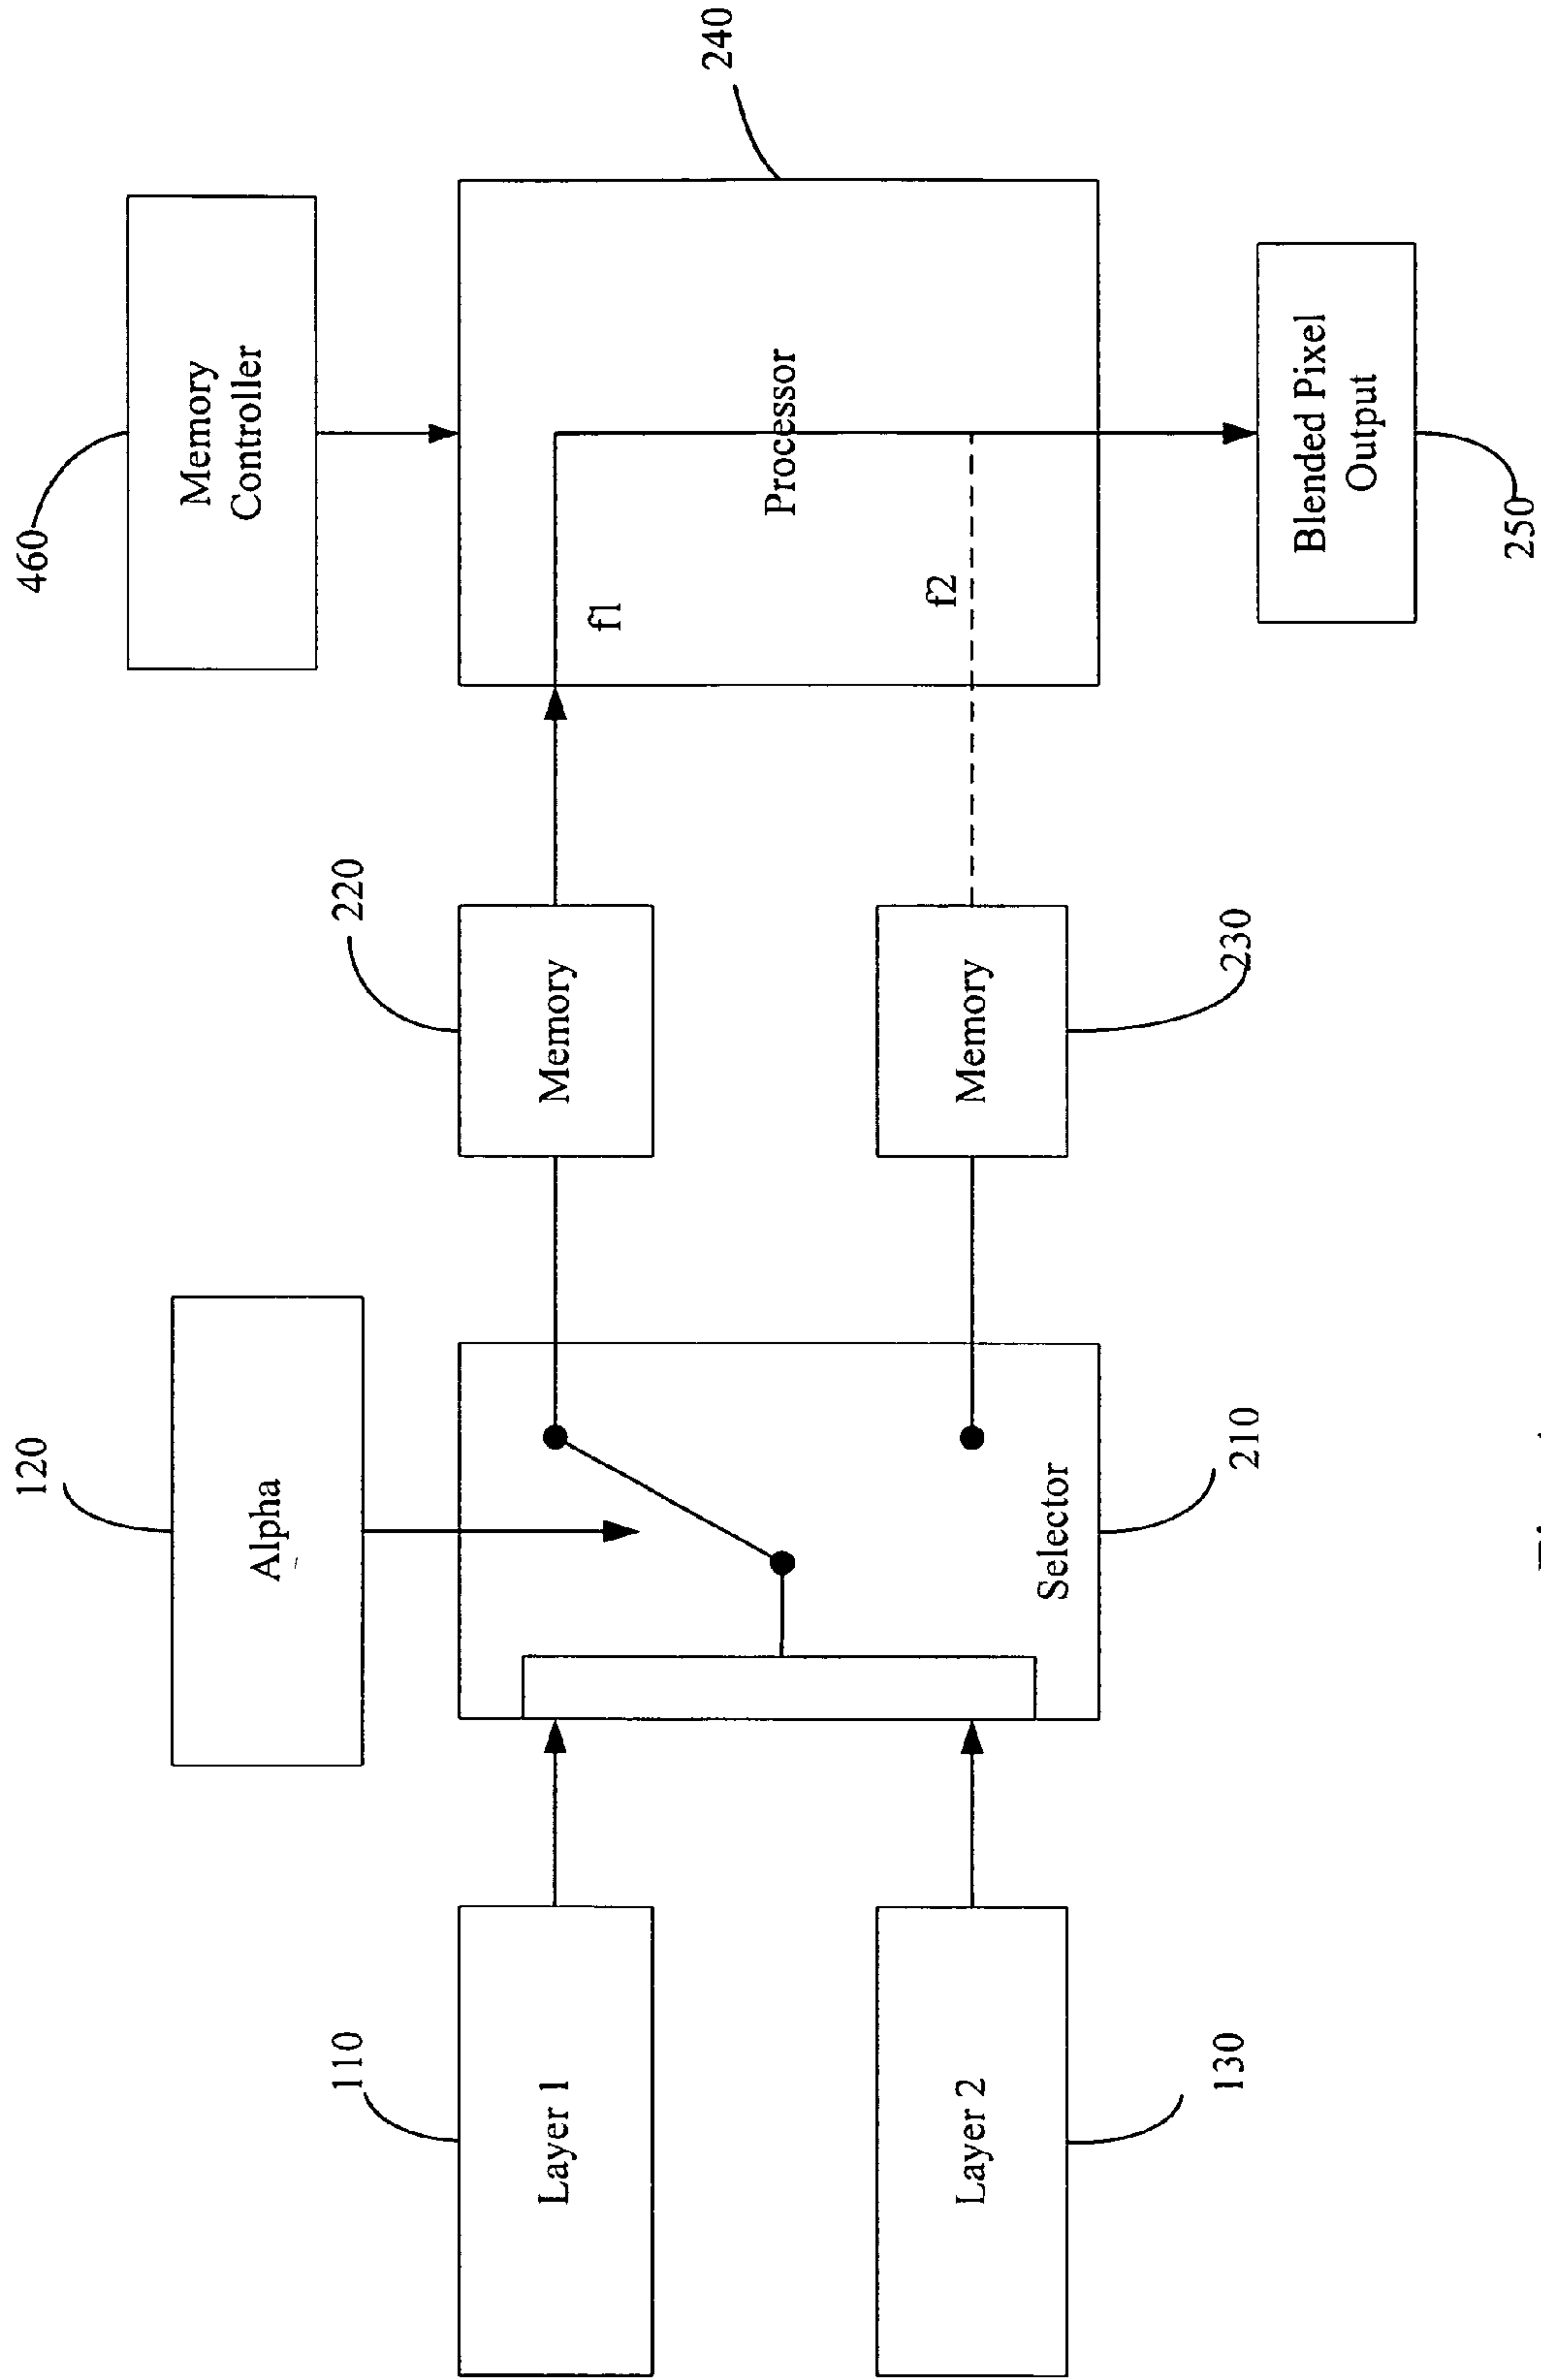 120
Alpha
460
Memory
Controller
110
Layer 1
220
Memory
f1
240
Processor
Selector
210
Layer 2
130
Memory
230
f2
Blended Pixel
Output
250